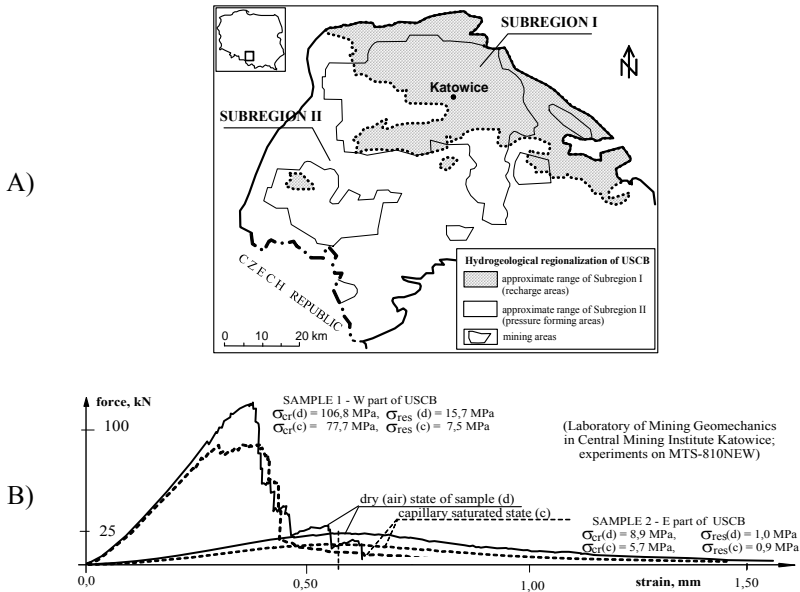 A)
SUBREGION I
N
Katowice
SUBREGION II
CZECH REPUBLIC
0 10 20 km
Hydrogeological regionalization of USCB
approximate range of Subregion I
(recharge areas)
approximate range of Subregion II
(pressure forming areas)
mining areas
B)
force, kN
100
25
SAMPLE 1 - W part of USCB
σcr(d) = 106,8 MPa, σres (d) = 15,7 MPa
σcr(c) = 77,7 MPa, σres (c) = 7,5 MPa
(Laboratory of Mining Geomechanics
in Central Mining Institute Katowice;
experiments on MTS-810NEW)
dry (air) state of sample (d)
capillary saturated state (c)
SAMPLE 2 - E part of USCB
σcr(d) = 8,9 MPa, σres(d) = 1,0 MPa
σcr(c) = 5,7 MPa, σres(c) = 0,9 MPa
0,0 0,50 1,00 strain, mm 1,50